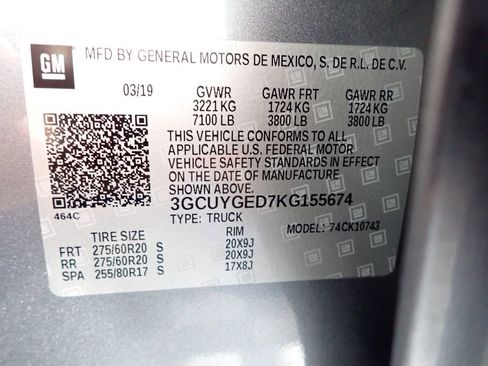 GM
MFD BY GENERAL MOTORS DE MEXICO, S. DE R.L. DE C.V.
03/19 GVWR GAWR FRT GAWR RR
3221 KG 1724 KG 1724 KG
7100 LB 3800 LB 3800 LB
THIS VEHICLE CONFORMS TO ALL
APPLICABLE U.S. FEDERAL MOTOR
VEHICLE SAFETY STANDARDS IN EFFECT
ON THE DATE OF MANUFACTURE
SHOWN ABOVE.
464C
3GCUYGED7KG155674
TYPE: TRUCK MODEL: 74CK10743
TIRE SIZE RIM
FRT 275/60R20 S 20X9J
RR 275/60R20 S 20X9J
SPA 255/80R17 S 17X8J